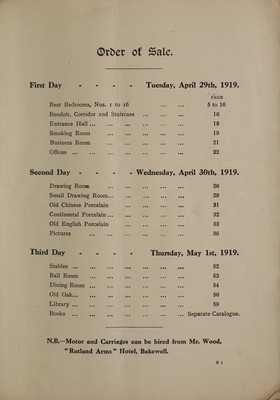 Order of Sale.
First Day - - - - Tuesday, April 29th, 1919.
PAGE
Best Bedrooms, Nos. 1 to 16 ... ... 5 to 16
Boudoir, Corridor and Staircase ... ... ... 16
Entrance Hall ... ... ... ... ... ... 18
Smoking Room ... ... ... ... ... 19
Business Room ... ... ... ... ... 21
Offices ... ... ... ... ... ... ... 22
Second Day - - - - Wednesday, April 30th, 1919.
Drawing Room ... ... ... ... ... 26
Small Drawing Room ... ... ... ... ... 29
Old Chinese Porcelain ... ... ... ... 31
Continental Porcelain ... ... ... ... ... 32
Old English Porcelain ... ... ... ... 33
Pictures ... ... ... ... ... ... 36
Third Day - - - - Thursday, May 1st, 1919.
Stables ... ... ... ... ... ... ... 52
Ball Room ... ... ... ... ... 53
Dining Room ... ... ... ... ... ... 54
Old Oak ... ... ... ... ... ... ... 56
Library ... ... ... ... ... ... ... 59
Books ... ... ... ... ... Separate Catalogue.
N.B.—Motor and Carriages can be hired from Mr. Wood,
"Rutland Arms" Hotel, Bakewell.